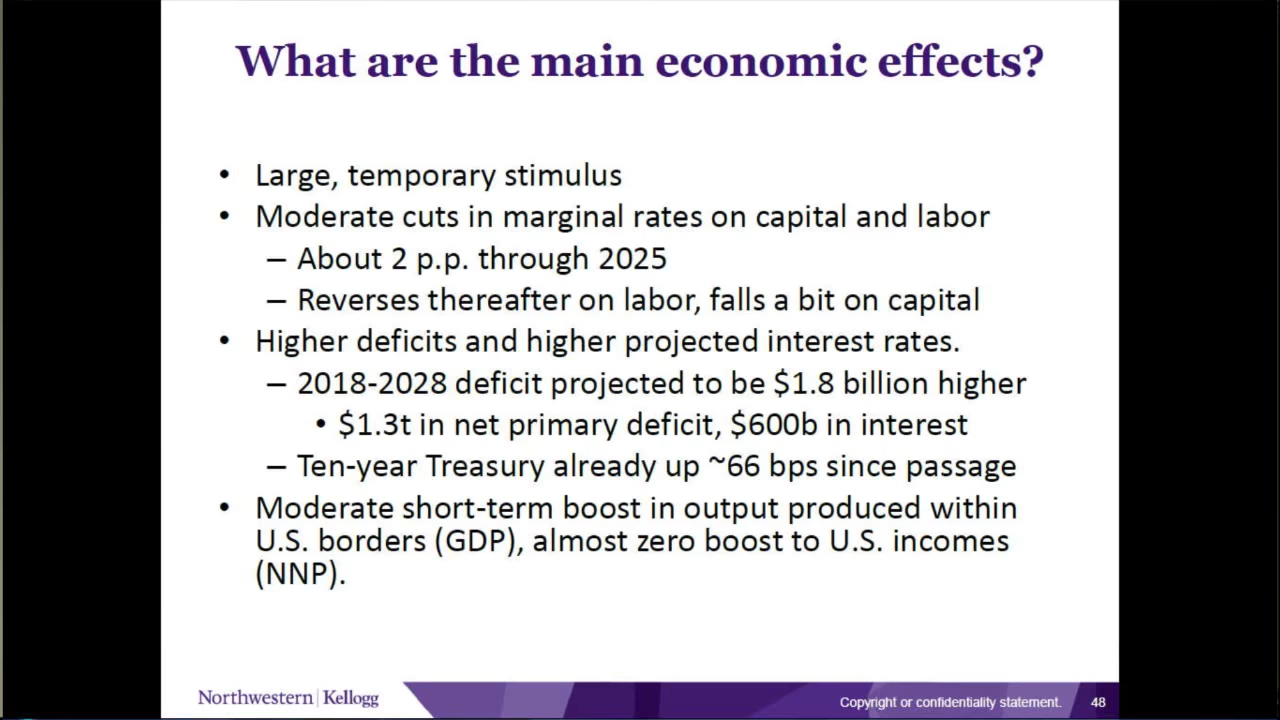 What are the main economic effects?
• Large, temporary stimulus
• Moderate cuts in marginal rates on capital and labor
– About 2 p.p. through 2025
– Reverses thereafter on labor, falls a bit on capital
• Higher deficits and higher projected interest rates.
– 2018-2028 deficit projected to be $1.8 billion higher
• $1.3t in net primary deficit, $600b in interest
– Ten-year Treasury already up ~66 bps since passage
• Moderate short-term boost in output produced within
U.S. borders (GDP), almost zero boost to U.S. incomes
(NNP).
Northwestern | Kellogg
Copyright or confidentiality statement.
48